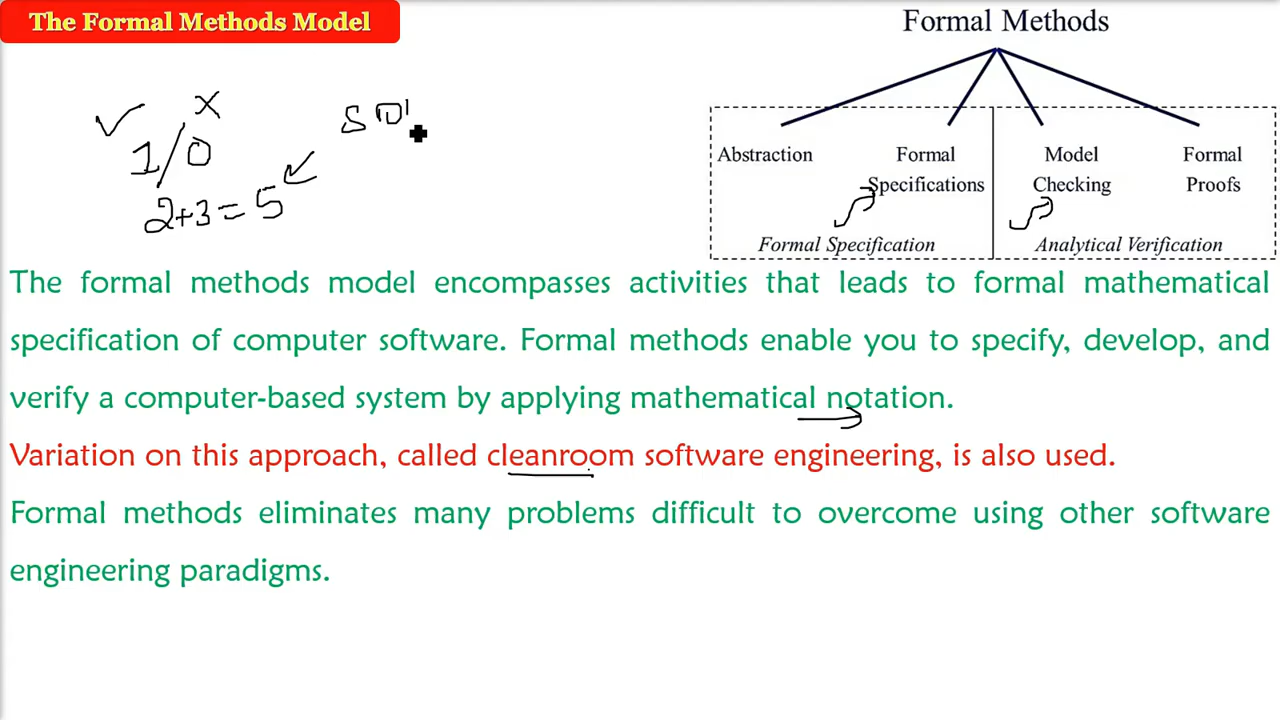 The Formal Methods Model
Formal Methods
✓ X
1/0
2+3=5
Abstraction Formal Specifications Model Checking Formal Proofs
Formal Specification Analytical Verification
The formal methods model encompasses activities that leads to formal mathematical
specification of computer software. Formal methods enable you to specify, develop, and
verify a computer-based system by applying mathematical notation.
Variation on this approach, called cleanroom software engineering, is also used.
Formal methods eliminates many problems difficult to overcome using other software
engineering paradigms.